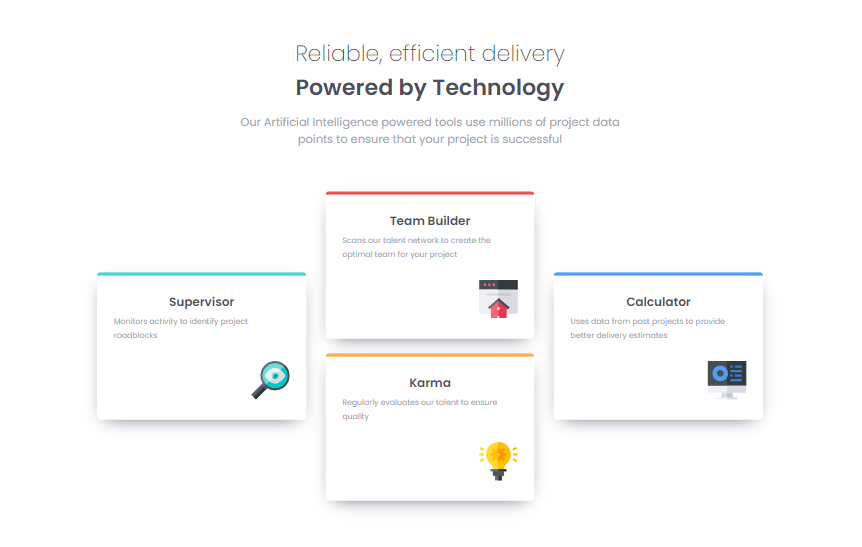 Reliable, efficient delivery
Powered by Technology
Our Artificial Intelligence powered tools use millions of project data
points to ensure that your project is successful
Supervisor
Monitors activity to identify project
roadblocks
Team Builder
Scans our talent network to create the
optimal team for your project
Karma
Regularly evaluates our talent to ensure
quality
Calculator
Uses data from past projects to provide
better delivery estimates